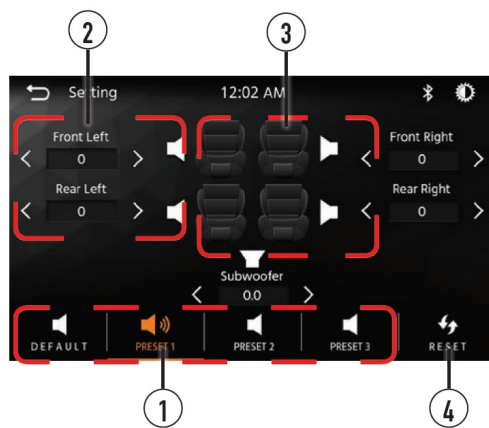 2
3
Setting
12:02 AM
Front Left
0
Front Right
0
Rear Left
0
Rear Right
0
Subwoofer
0.0
DEFAULT
PRESET 1
PRESET 2
PRESET 3
RESET
1
4